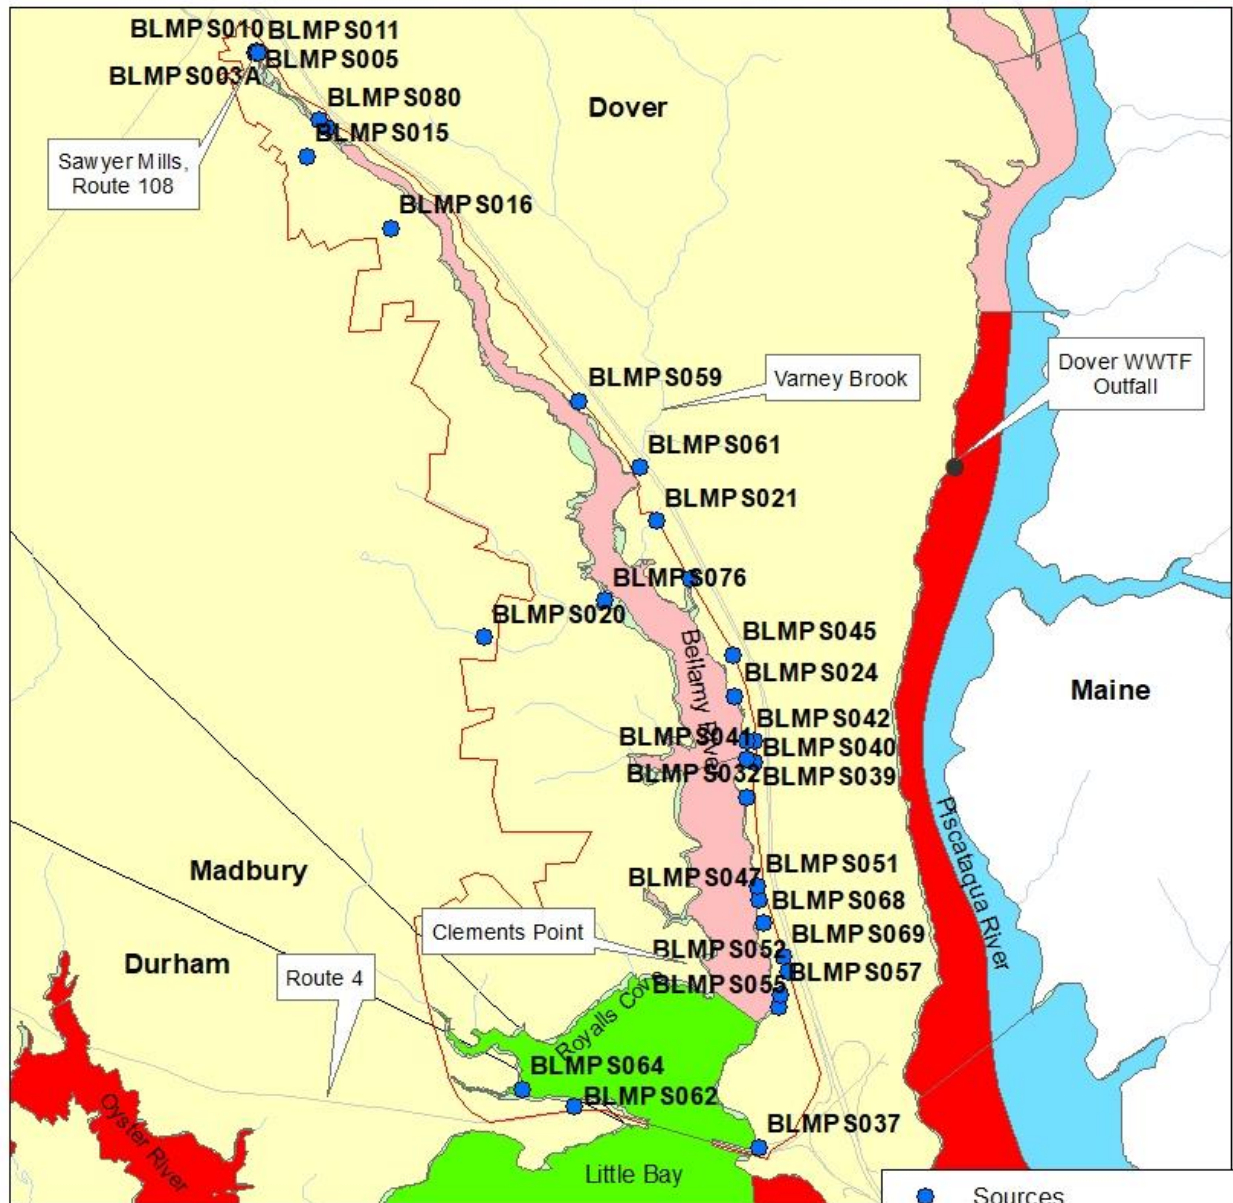 BLMPS010 BLMPS011
BLMPS005
BLMPS003A
BLMPS080
Dover
BLMPS015
Sawyer Mills,
Route 108
BLMPS016
Dover WWTF
Outfall
BLMPS059
Varney Brook
BLMPS061
BLMPS021
BLMPS076
BLMPS020
BLMPS045
Bellamy River
BLMPS024
Maine
BLMPS042
BLMPS041
BLMPS040
BLMPS032
BLMPS039
Piscataqua River
BLMPS051
Madbury
BLMPS047
BLMPS068
Clements Point
BLMPS069
BLMPS052
Durham
BLMPS057
Route 4
BLMPS055
Royalls Cove
BLMPS064
BLMPS062
Oyster River
BLMPS037
Little Bay
Sources